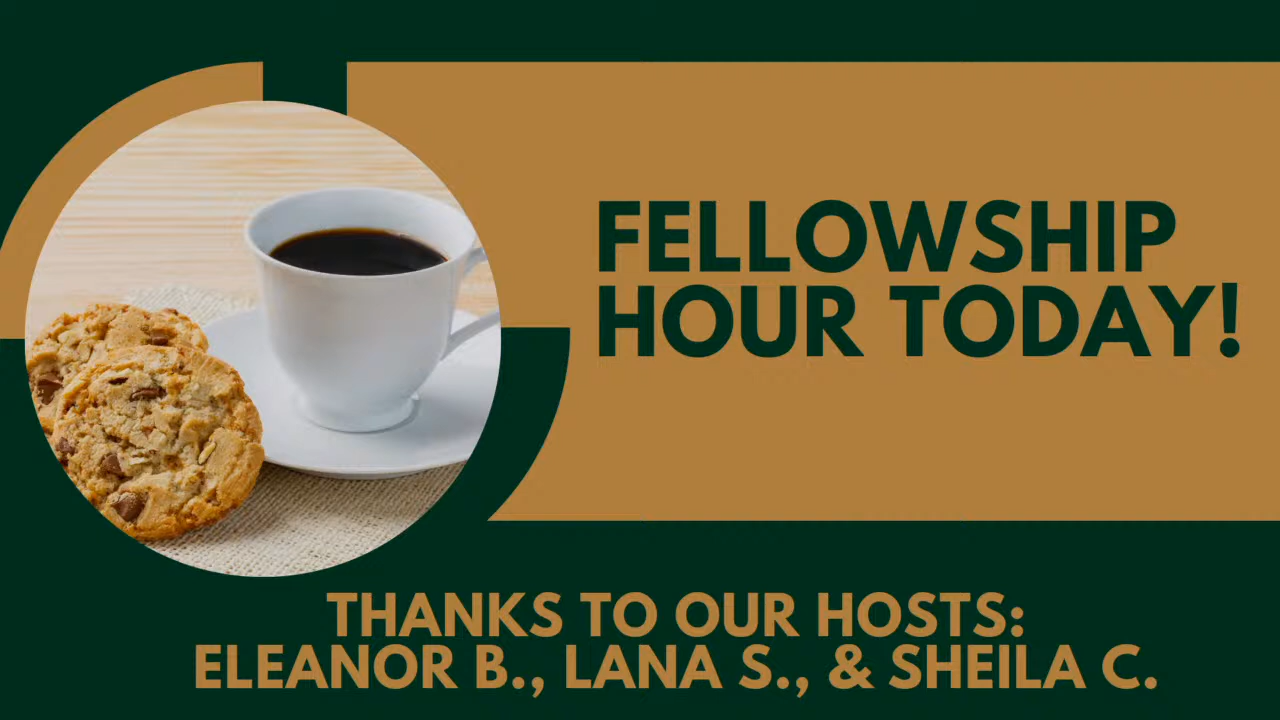 FELLOWSHIP
HOUR TODAY!
THANKS TO OUR HOSTS:
ELEANOR B., LANA S., & SHEILA C.